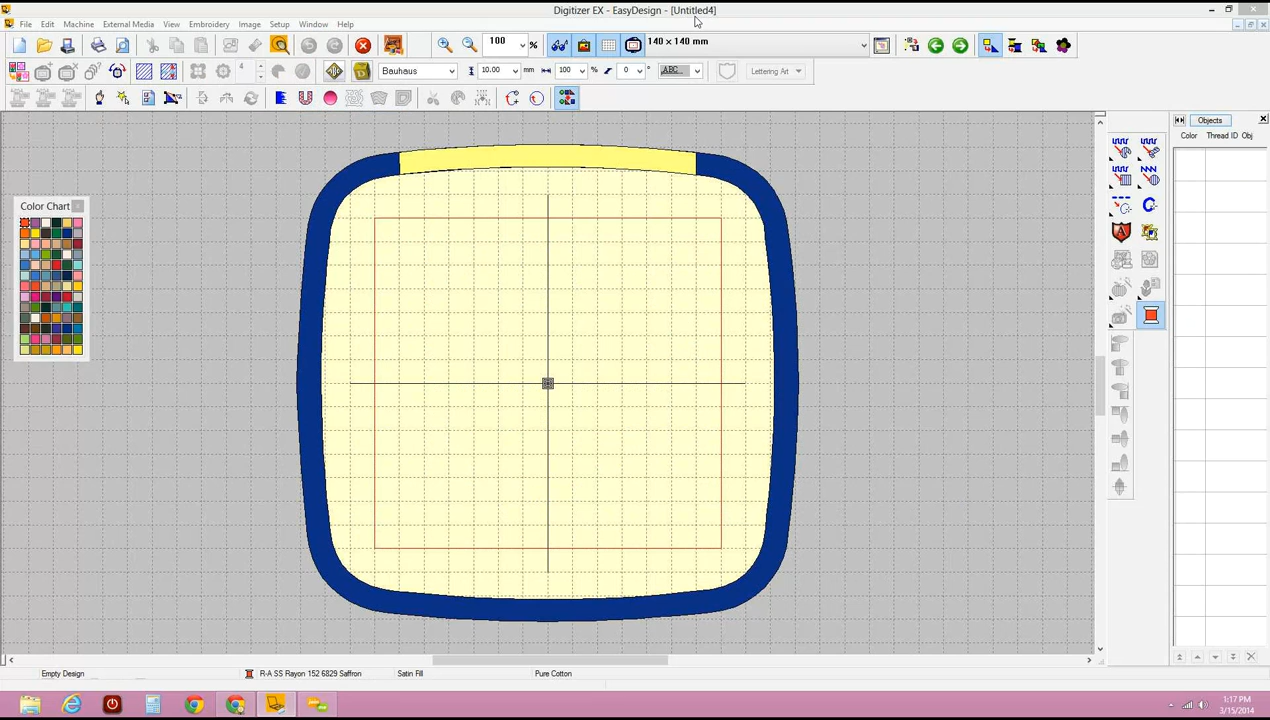 Digitizer EX - EasyDesign - [Untitled4]
File Edit Machine External Media View Embroidery Image Setup Window Help
100 % 140 × 140 mm
4 Bauhaus 10.00 mm 100 % 0 ° ABC Lettering Art
Objects
Color Thread ID Obj
Color Chart
Empty Design R-A SS Rayon 152 6829 Saffron Satin Fill Pure Cotton
1:17 PM
3/15/2014